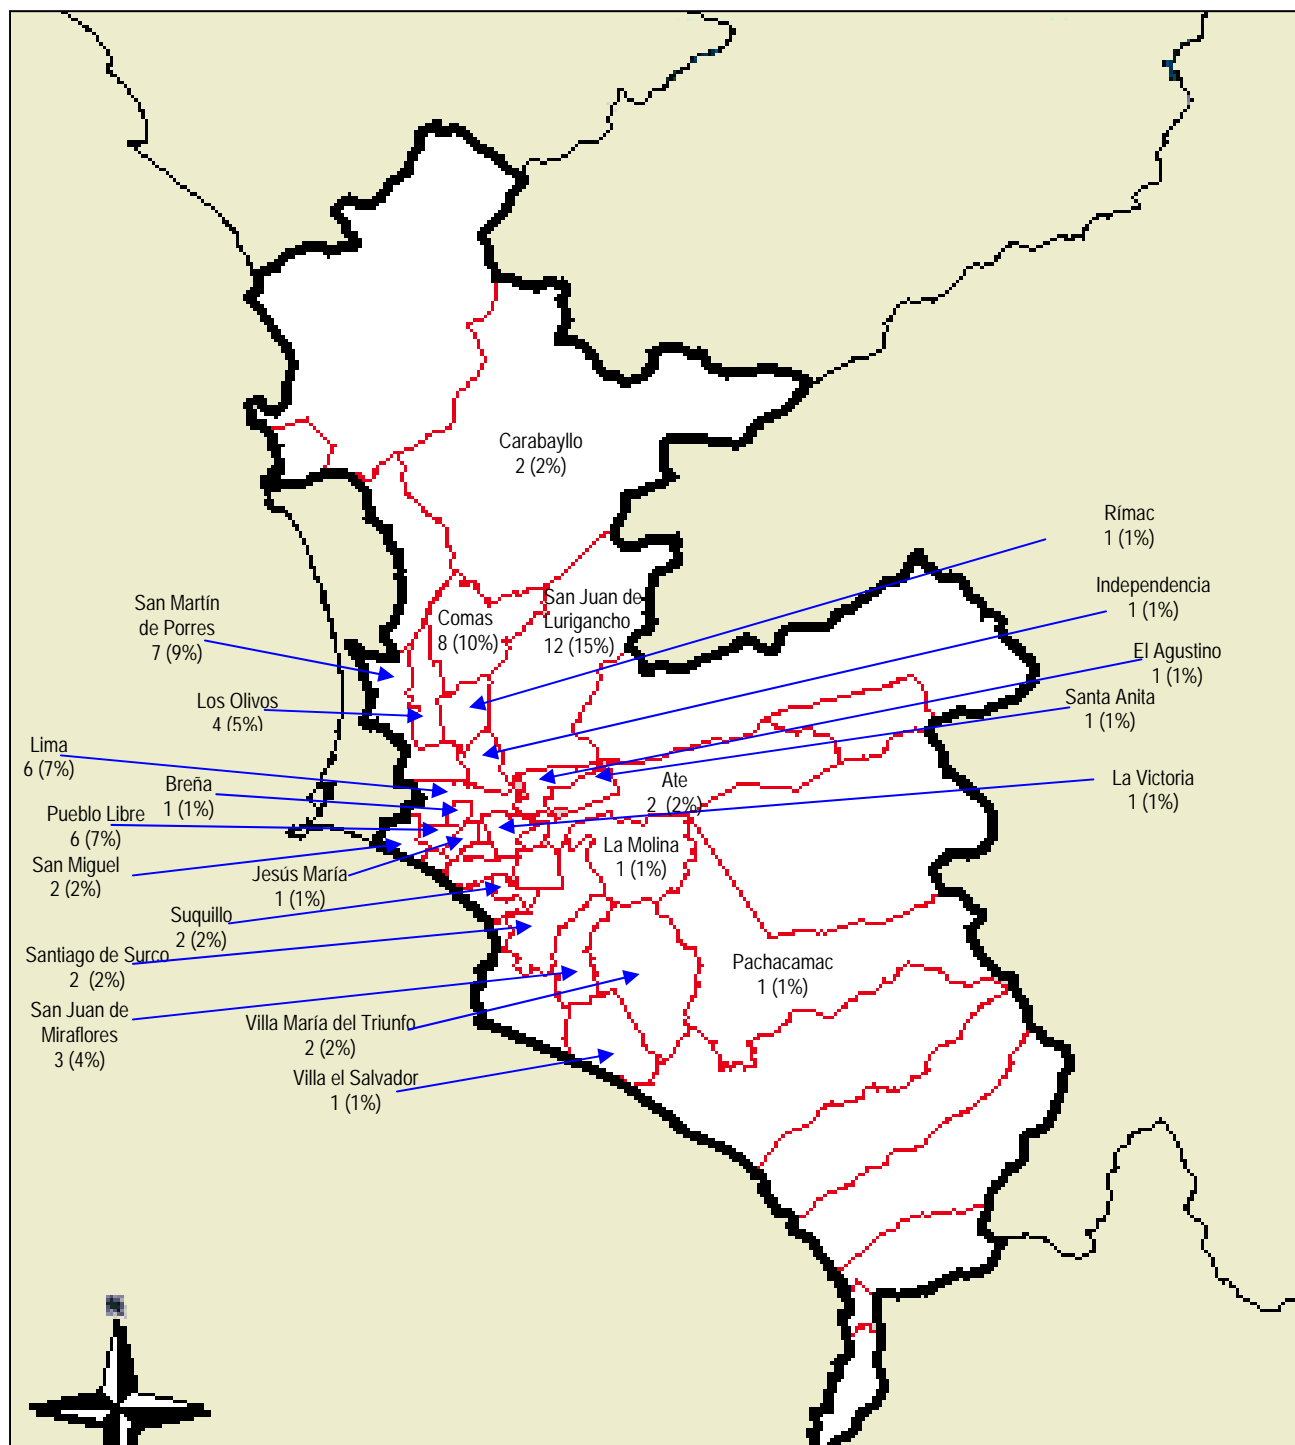 Carabayllo
2 (2%)
Rímac
1 (1%)
Independencia
1 (1%)
San Martín
de Porres
7 (9%)
Comas
8 (10%)
San Juan de
Lurigancho
12 (15%)
El Agustino
1 (1%)
Los Olivos
4 (5%)
Santa Anita
1 (1%)
Lima
6 (7%)
Breña
1 (1%)
Ate
2 (2%)
La Victoria
1 (1%)
Pueblo Libre
6 (7%)
La Molina
1 (1%)
San Miguel
2 (2%)
Jesús María
1 (1%)
Suquillo
2 (2%)
Santiago de Surco
2 (2%)
Pachacamac
1 (1%)
San Juan de
Miraflores
3 (4%)
Villa María del Triunfo
2 (2%)
Villa el Salvador
1 (1%)